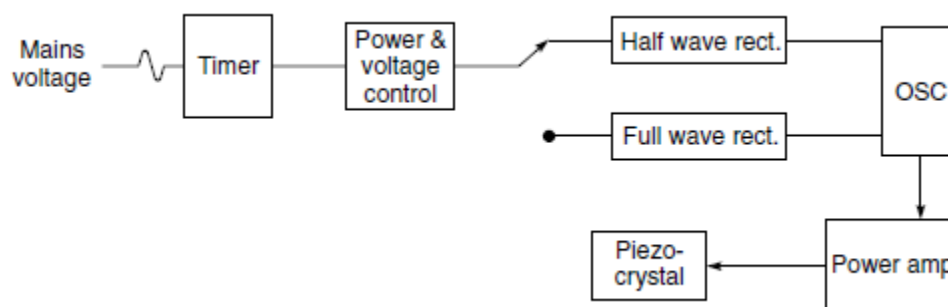 Mains
voltage
Timer
Power &
voltage
control
Half wave rect.
Full wave rect.
OSC
Piezo-
crystal
Power amp